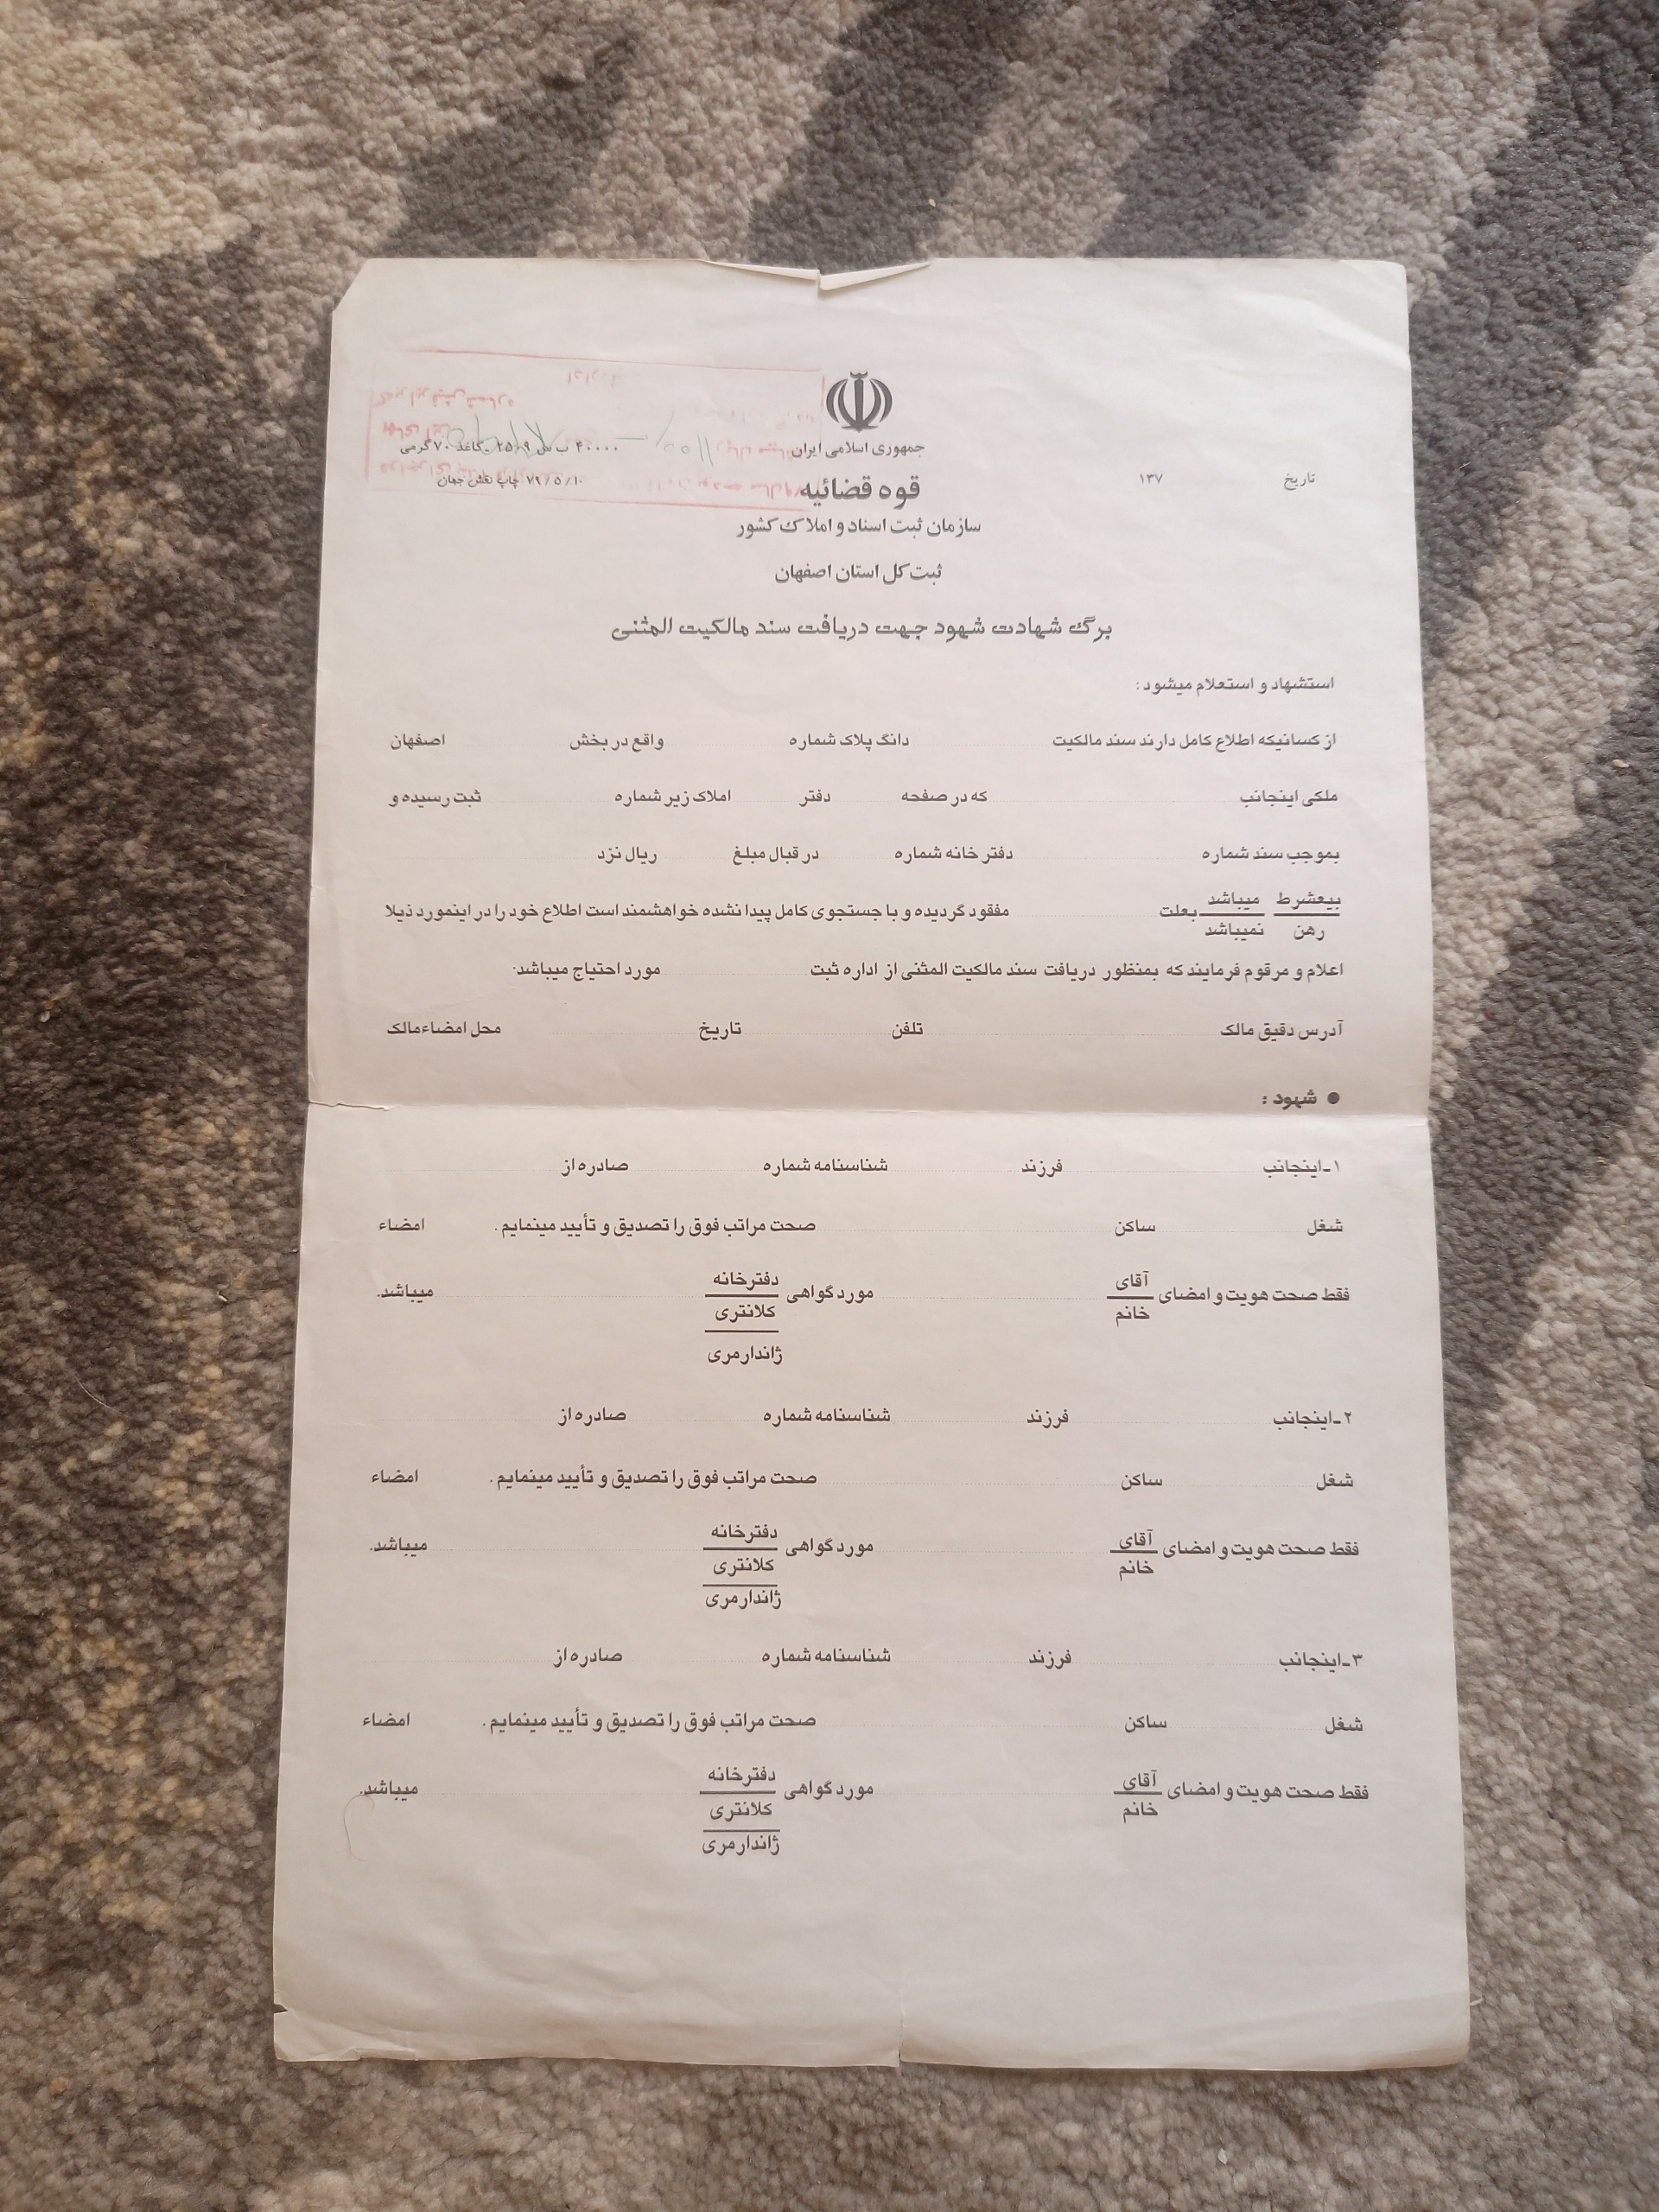 جمهوری اسلامی ایران
۴۰۰۰۰ ب ش ۲۵۰۹ ـ کاغذ ۷۰ گرمی
تاریخ ۱۳۷
قوه قضائیه
۷۹/۵/۱۰ چاپ نقش جهان
سازمان ثبت اسناد و املاک کشور
ثبت کل استان اصفهان
برگ شهادت شهود جهت دریافت سند مالکیت المثنی
استشهاد و استعلام میشود :
از کسانیکه اطلاع کامل دارند سند مالکیت دانگ پلاک شماره واقع در بخش اصفهان
ملکی اینجانب که در صفحه دفتر املاک زیر شماره ثبت رسیده و
بموجب سند شماره دفتر خانه شماره در قبال مبلغ ریال نزد
بیعشرط میباشد
بعلت مفقود گردیده و با جستجوی کامل پیدا نشده خواهشمند است اطلاع خود را در اینمورد ذیلا
رهن نمیباشد
اعلام و مرقوم فرمایند که بمنظور دریافت سند مالکیت المثنی از اداره ثبت مورد احتیاج میباشد.
آدرس دقیق مالک تلفن تاریخ محل امضاء مالک
● شهود :
۱ـ اینجانب فرزند شناسنامه شماره صادره از
شغل ساکن صحت مراتب فوق را تصدیق و تأیید مینمایم . امضاء
فقط صحت هویت و امضای آقای مورد گواهی دفترخانه میباشد.
خانم کلانتری
ژاندارمری
۲ـ اینجانب فرزند شناسنامه شماره صادره از
شغل ساکن صحت مراتب فوق را تصدیق و تأیید مینمایم . امضاء
فقط صحت هویت و امضای آقای مورد گواهی دفترخانه میباشد.
خانم کلانتری
ژاندارمری
۳ـ اینجانب فرزند شناسنامه شماره صادره از
شغل ساکن صحت مراتب فوق را تصدیق و تأیید مینمایم . امضاء
فقط صحت هویت و امضای آقای مورد گواهی دفترخانه میباشد.
خانم کلانتری
ژاندارمری